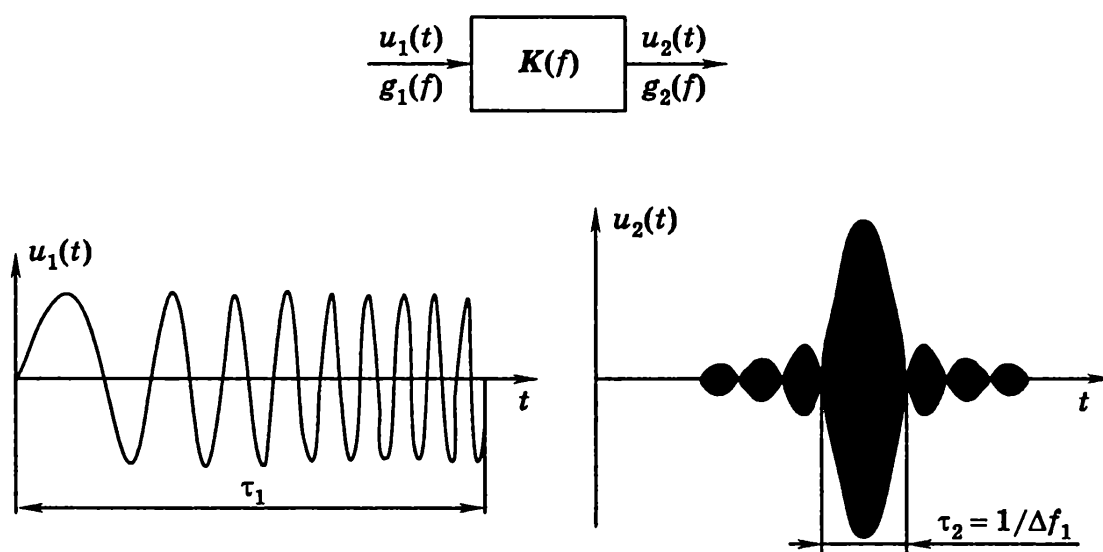 u₁(t) u₂(t)
K(f)
g₁(f) g₂(f)
u₁(t) u₂(t)
t t
τ₁
τ₂ = 1/Δf₁